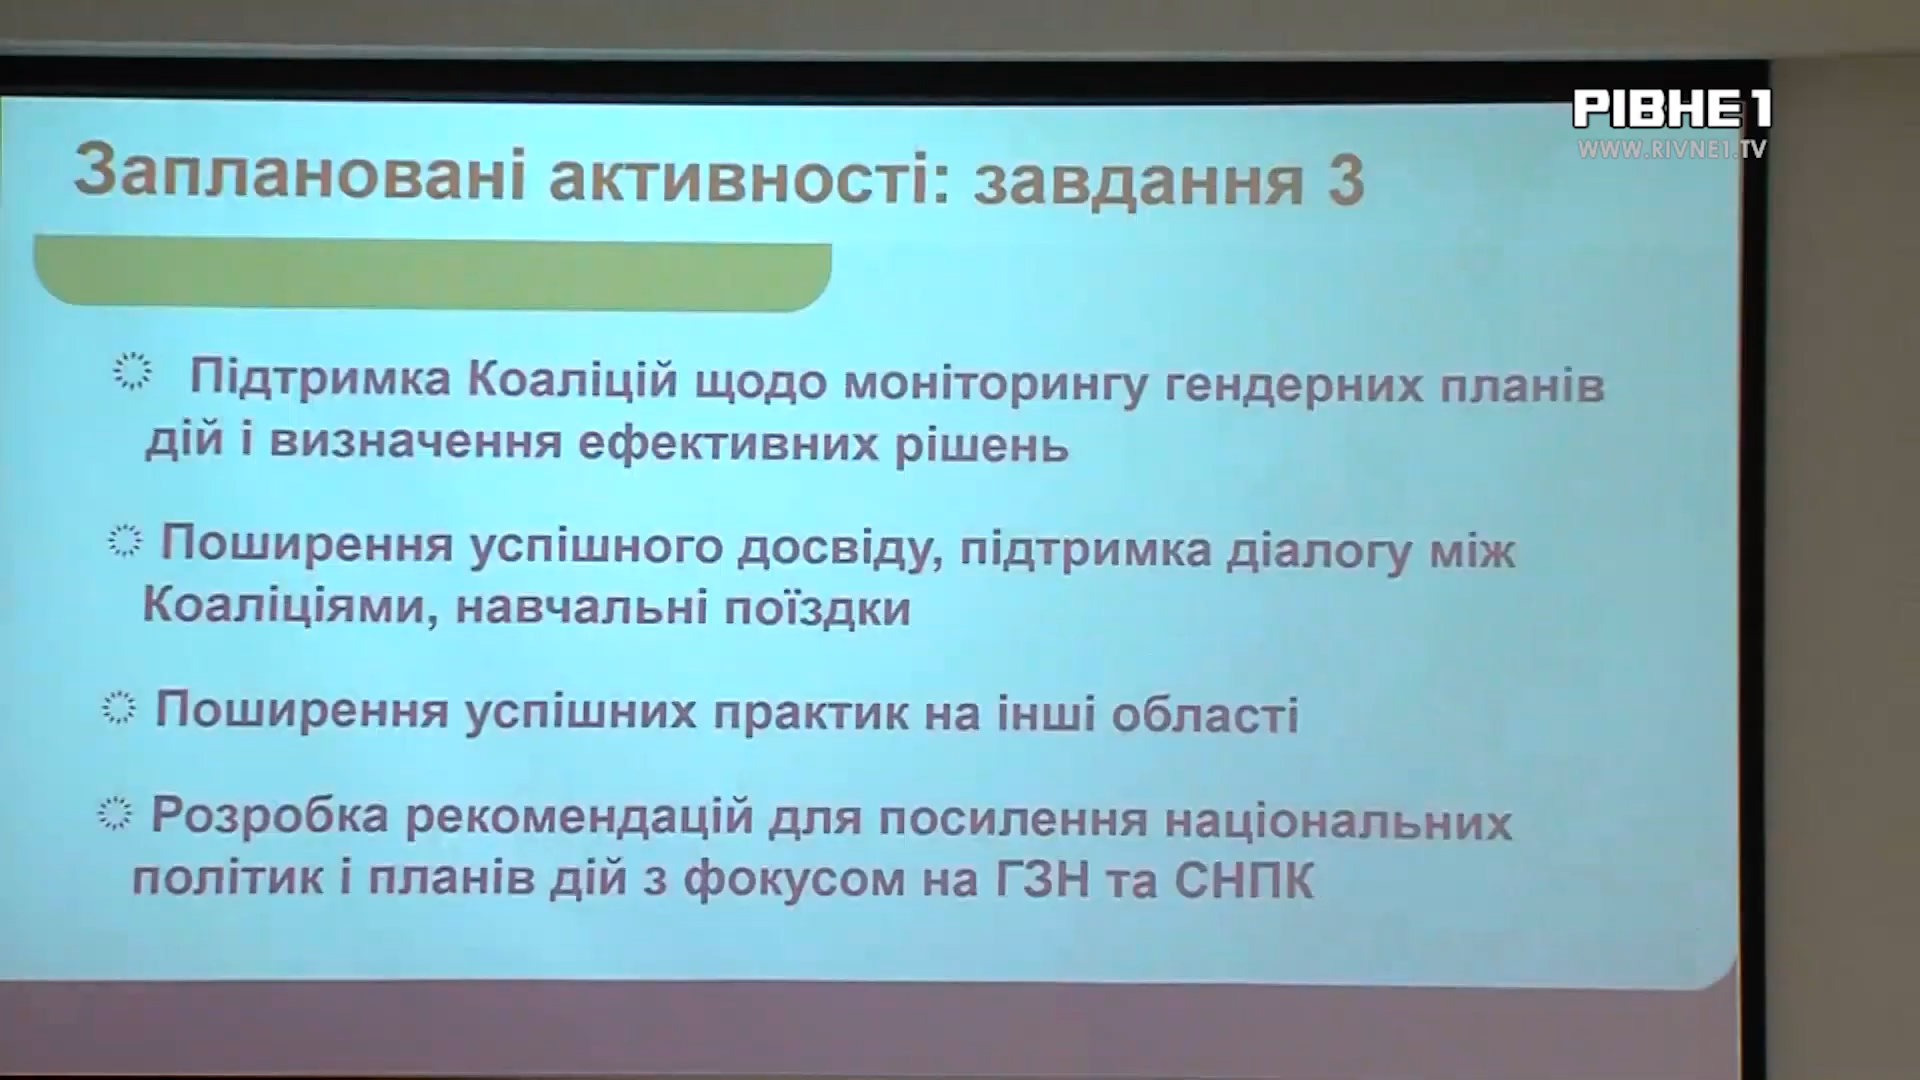 РІВНЕ 1
WWW.RIVNE1.TV
Заплановані активності: завдання 3
Підтримка Коаліцій щодо моніторингу гендерних планів
дій і визначення ефективних рішень
Поширення успішного досвіду, підтримка діалогу між
Коаліціями, навчальні поїздки
Поширення успішних практик на інші області
Розробка рекомендацій для посилення національних
політик і планів дій з фокусом на ГЗН та СНПК